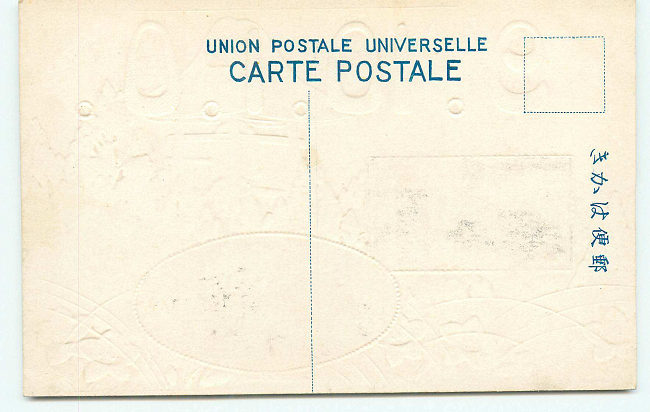 UNION POSTALE UNIVERSELLE
CARTE POSTALE
郵便はかき